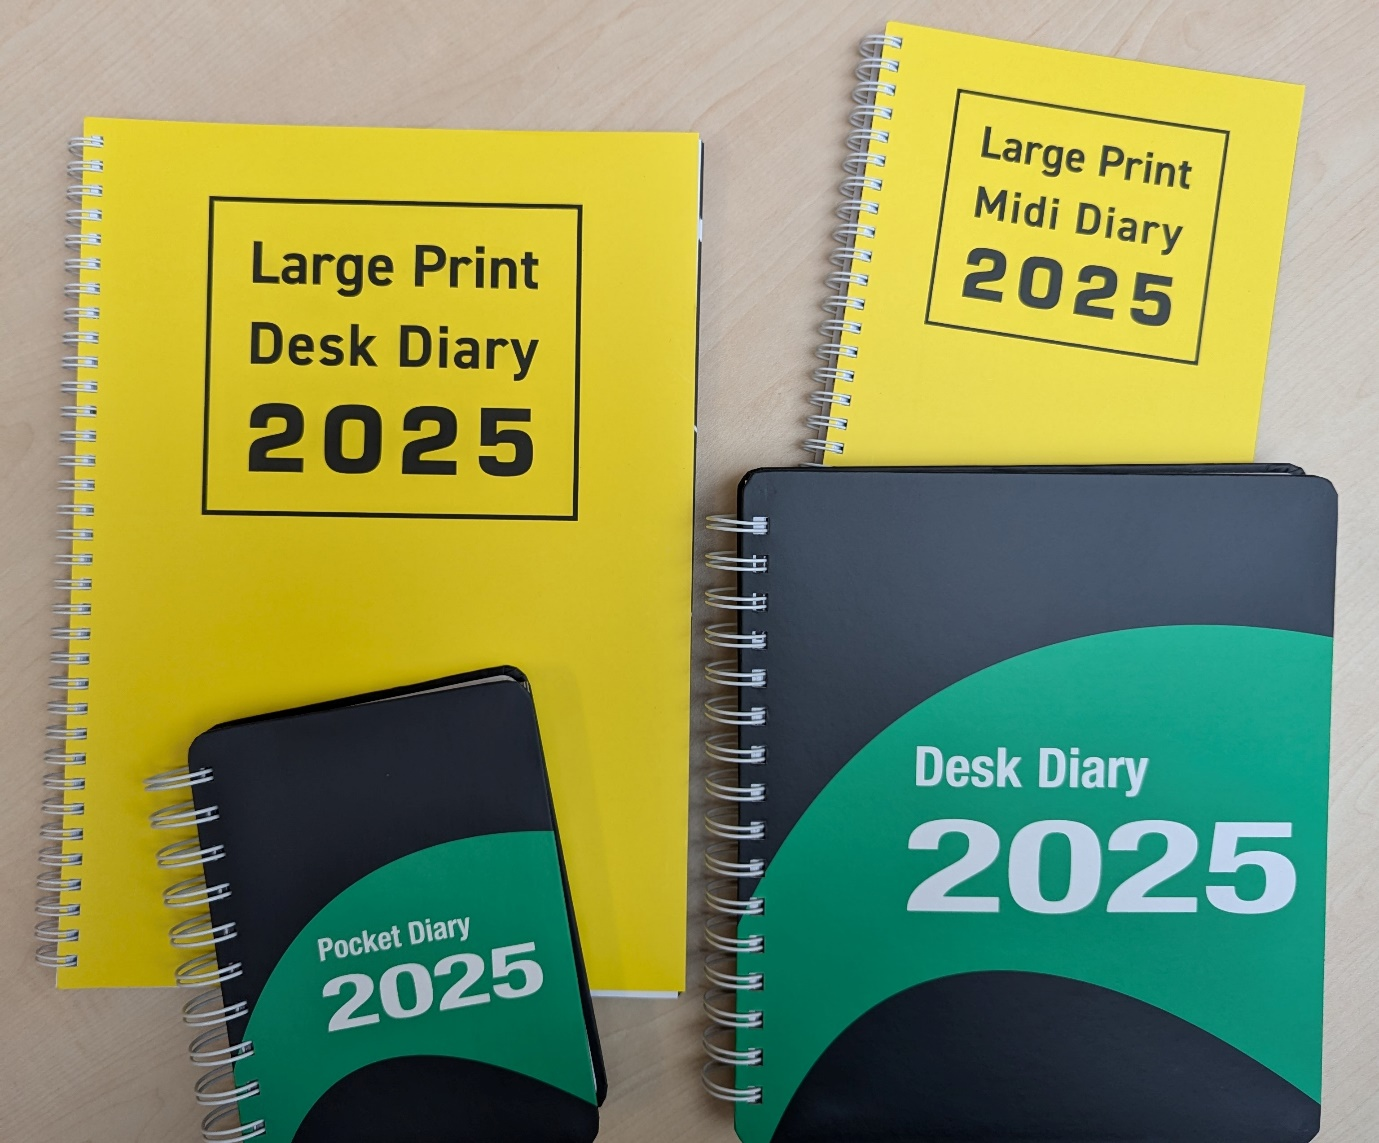 Large Print
Desk Diary
2025
Large Print
Midi Diary
2025
Pocket Diary
2025
Desk Diary
2025